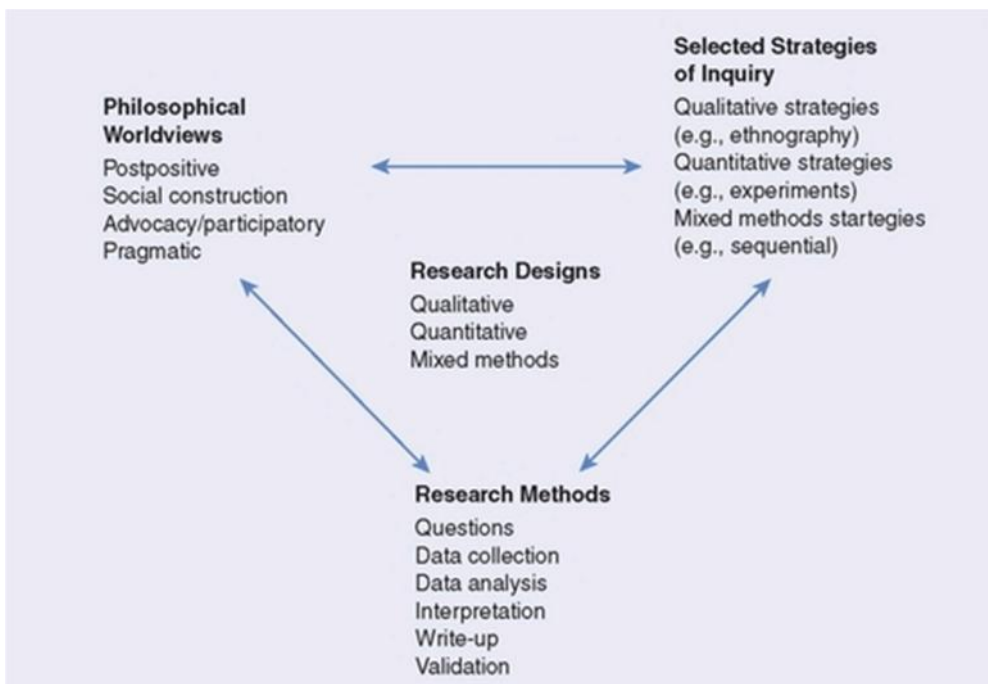 Philosophical
Worldviews
Postpositive
Social construction
Advocacy/participatory
Pragmatic
Selected Strategies
of Inquiry
Qualitative strategies
(e.g., ethnography)
Quantitative strategies
(e.g., experiments)
Mixed methods startegies
(e.g., sequential)
Research Designs
Qualitative
Quantitative
Mixed methods
Research Methods
Questions
Data collection
Data analysis
Interpretation
Write-up
Validation